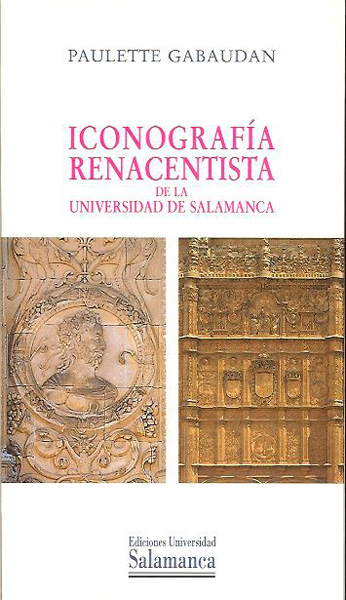 PAULETTE GABAUDAN
ICONOGRAFÍA
RENACENTISTA
DE LA
UNIVERSIDAD DE SALAMANCA
Ediciones Universidad
Salamanca